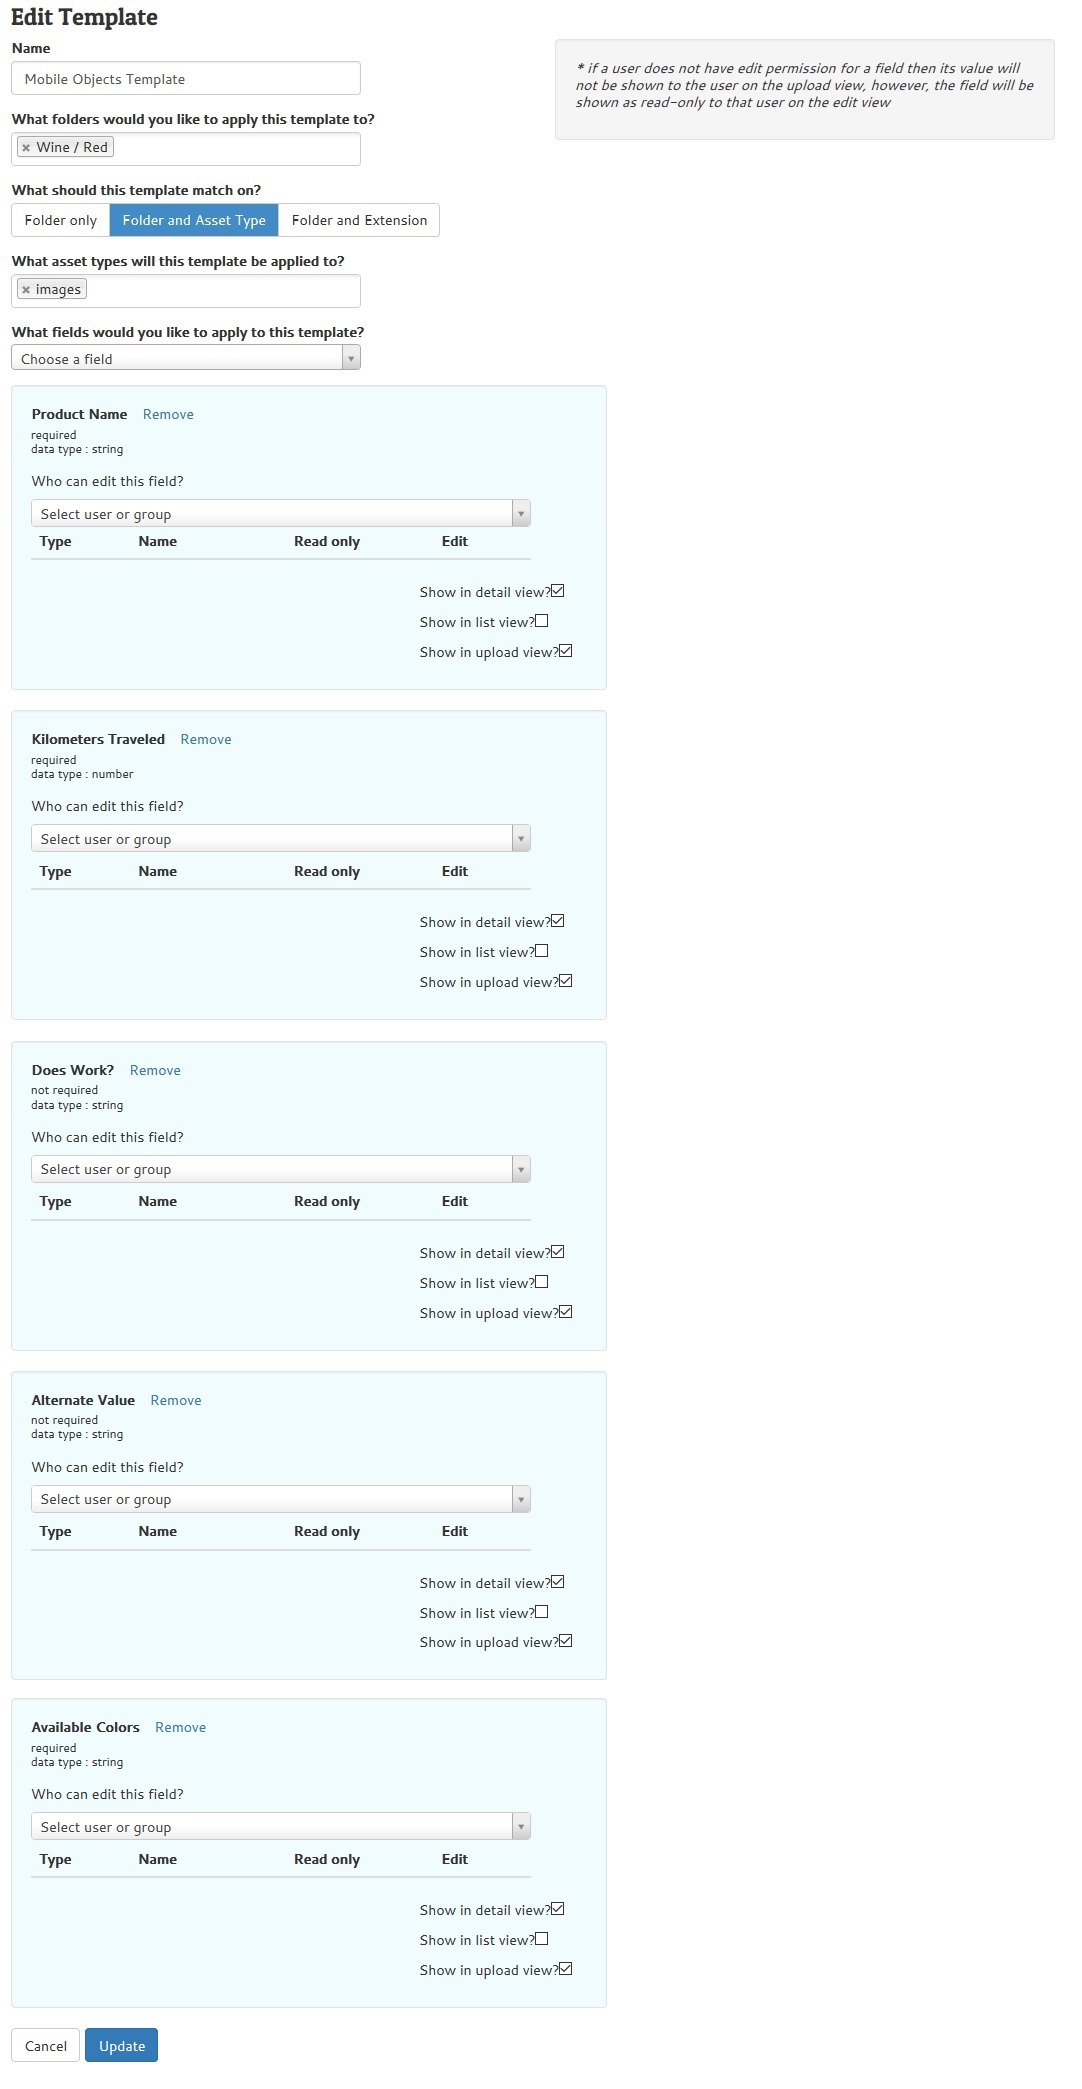 Edit Template
Name
Mobile Objects Template
* if a user does not have edit permission for a field then its value will
not be shown to the user on the upload view, however, the field will be
shown as read-only to that user on the edit view
What folders would you like to apply this template to?
× Wine / Red
What should this template match on?
Folder only Folder and Asset Type Folder and Extension
What asset types will this template be applied to?
× images
What fields would you like to apply to this template?
Choose a field
Product Name Remove
required
data type : string
Who can edit this field?
Select user or group
Type Name Read only Edit
Show in detail view?
Show in list view?
Show in upload view?
Kilometers Traveled Remove
required
data type : number
Who can edit this field?
Select user or group
Type Name Read only Edit
Show in detail view?
Show in list view?
Show in upload view?
Does Work? Remove
not required
data type : string
Who can edit this field?
Select user or group
Type Name Read only Edit
Show in detail view?
Show in list view?
Show in upload view?
Alternate Value Remove
not required
data type : string
Who can edit this field?
Select user or group
Type Name Read only Edit
Show in detail view?
Show in list view?
Show in upload view?
Available Colors Remove
required
data type : string
Who can edit this field?
Select user or group
Type Name Read only Edit
Show in detail view?
Show in list view?
Show in upload view?
Cancel Update